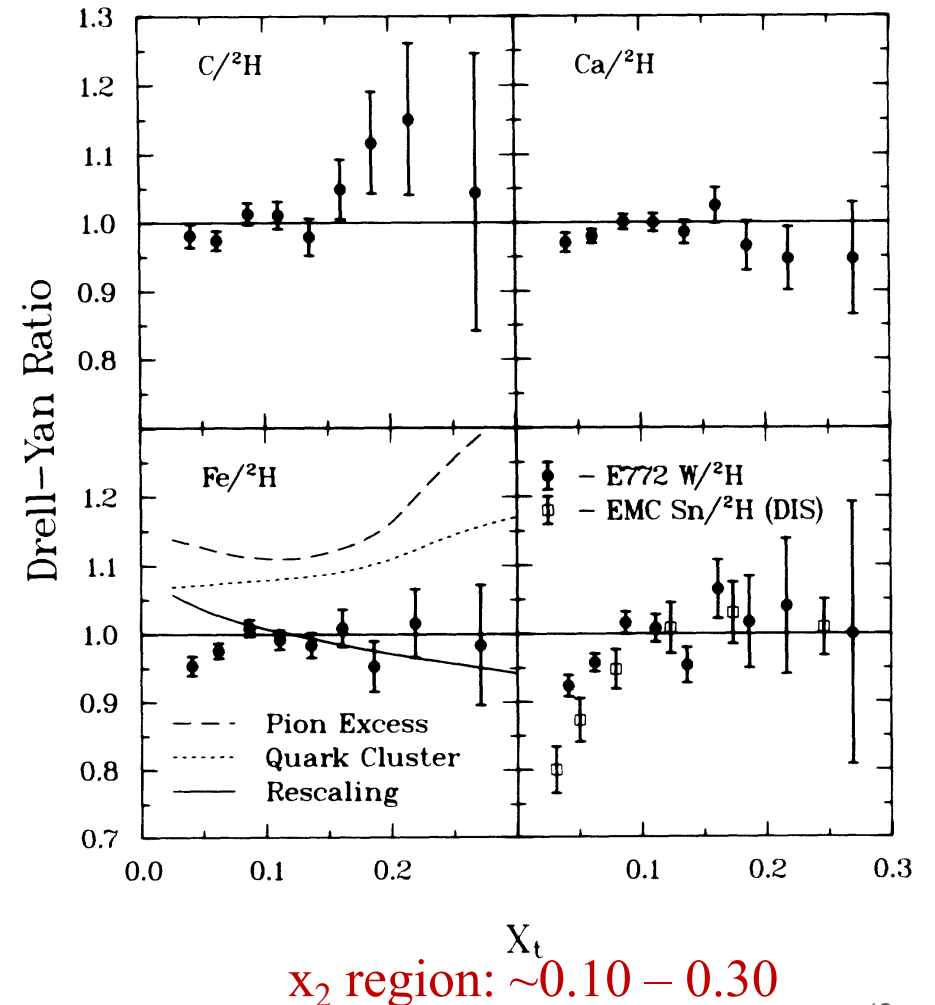 1.3
C/²H
Ca/²H
1.2
1.1
1.0
0.9
0.8
Drell–Yan Ratio
Fe/²H
– E772 W/²H
– EMC Sn/²H (DIS)
1.2
1.1
1.0
0.9
0.8
0.7
Pion Excess
Quark Cluster
Rescaling
0.0 0.1 0.2 0.1 0.2 0.3
Xₜ
x₂ region: ~0.10 – 0.30